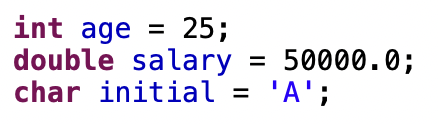 int age = 25;
double salary = 50000.0;
char initial = 'A';